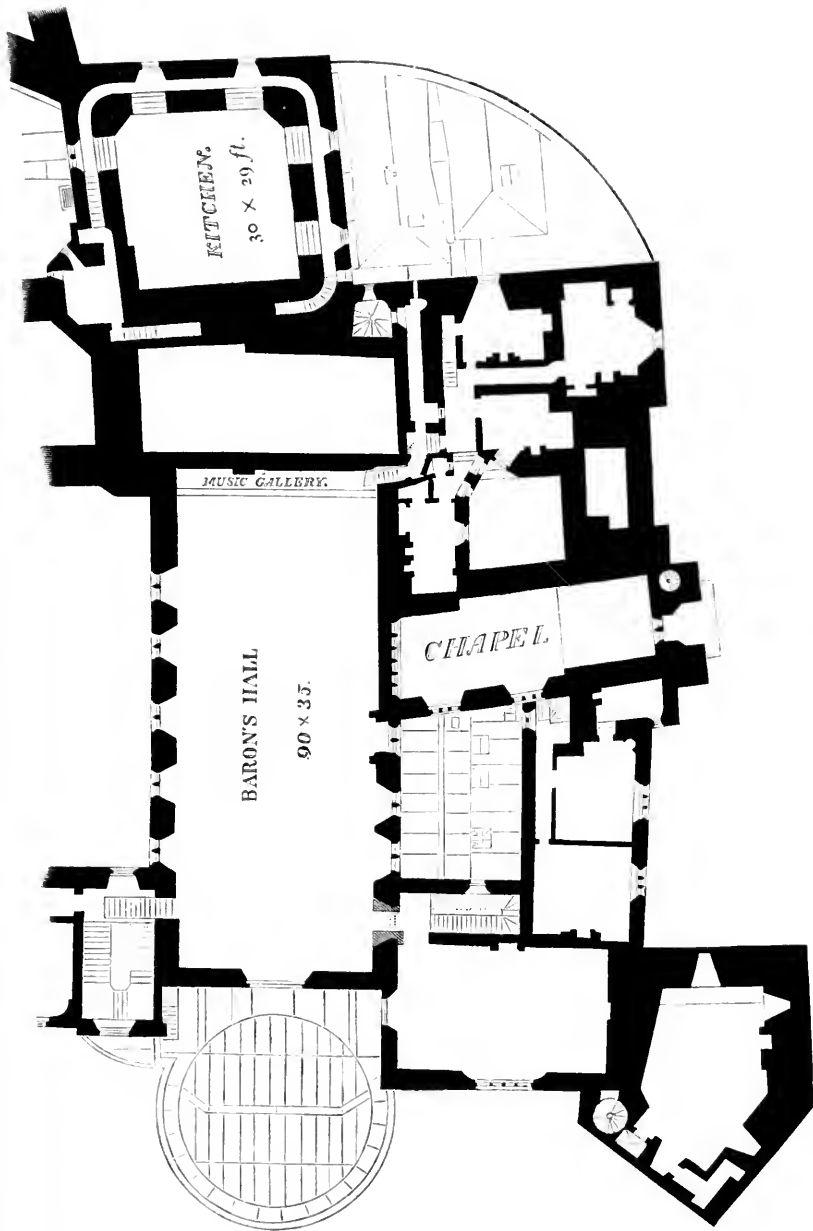 KITCHEN.
30 × 29 ft.
MUSIC GALLERY.
CHAPEL
BARON'S HALL
90 × 35.